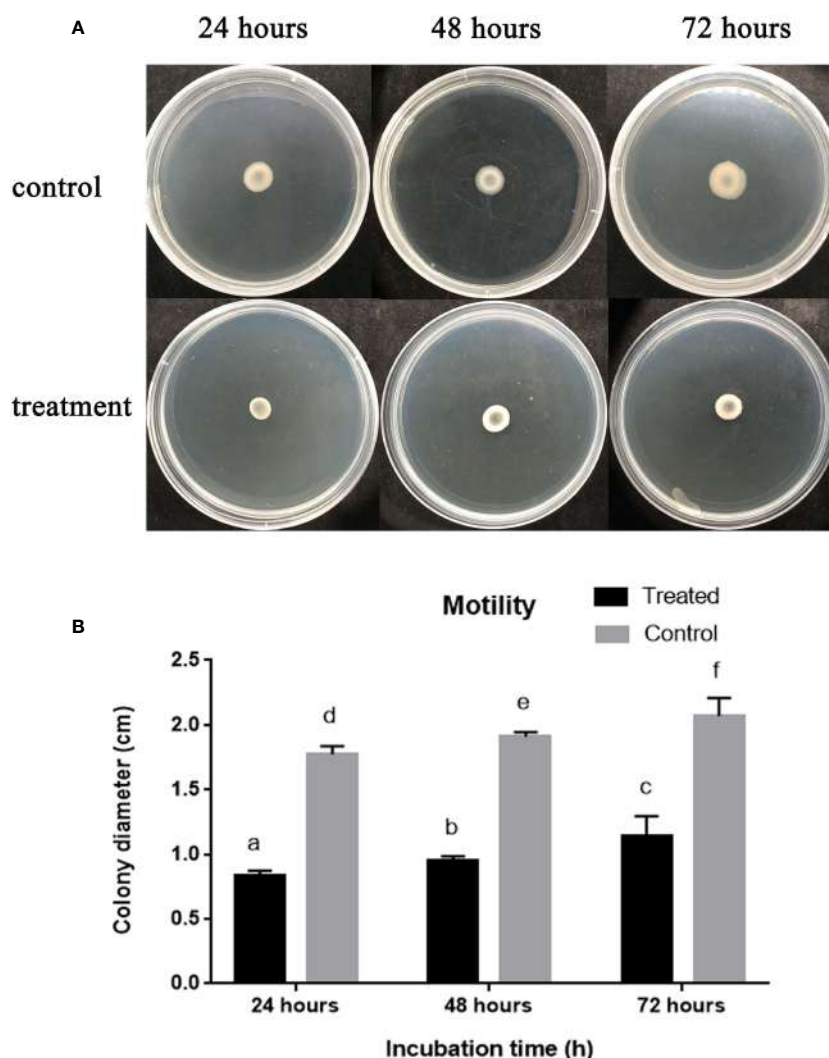 A
24 hours 48 hours 72 hours
control
treatment
B
Motility
Treated
Control
Colony diameter (cm)
2.5
2.0
1.5
1.0
0.5
0.0
a
d
b
e
c
f
24 hours 48 hours 72 hours
Incubation time (h)